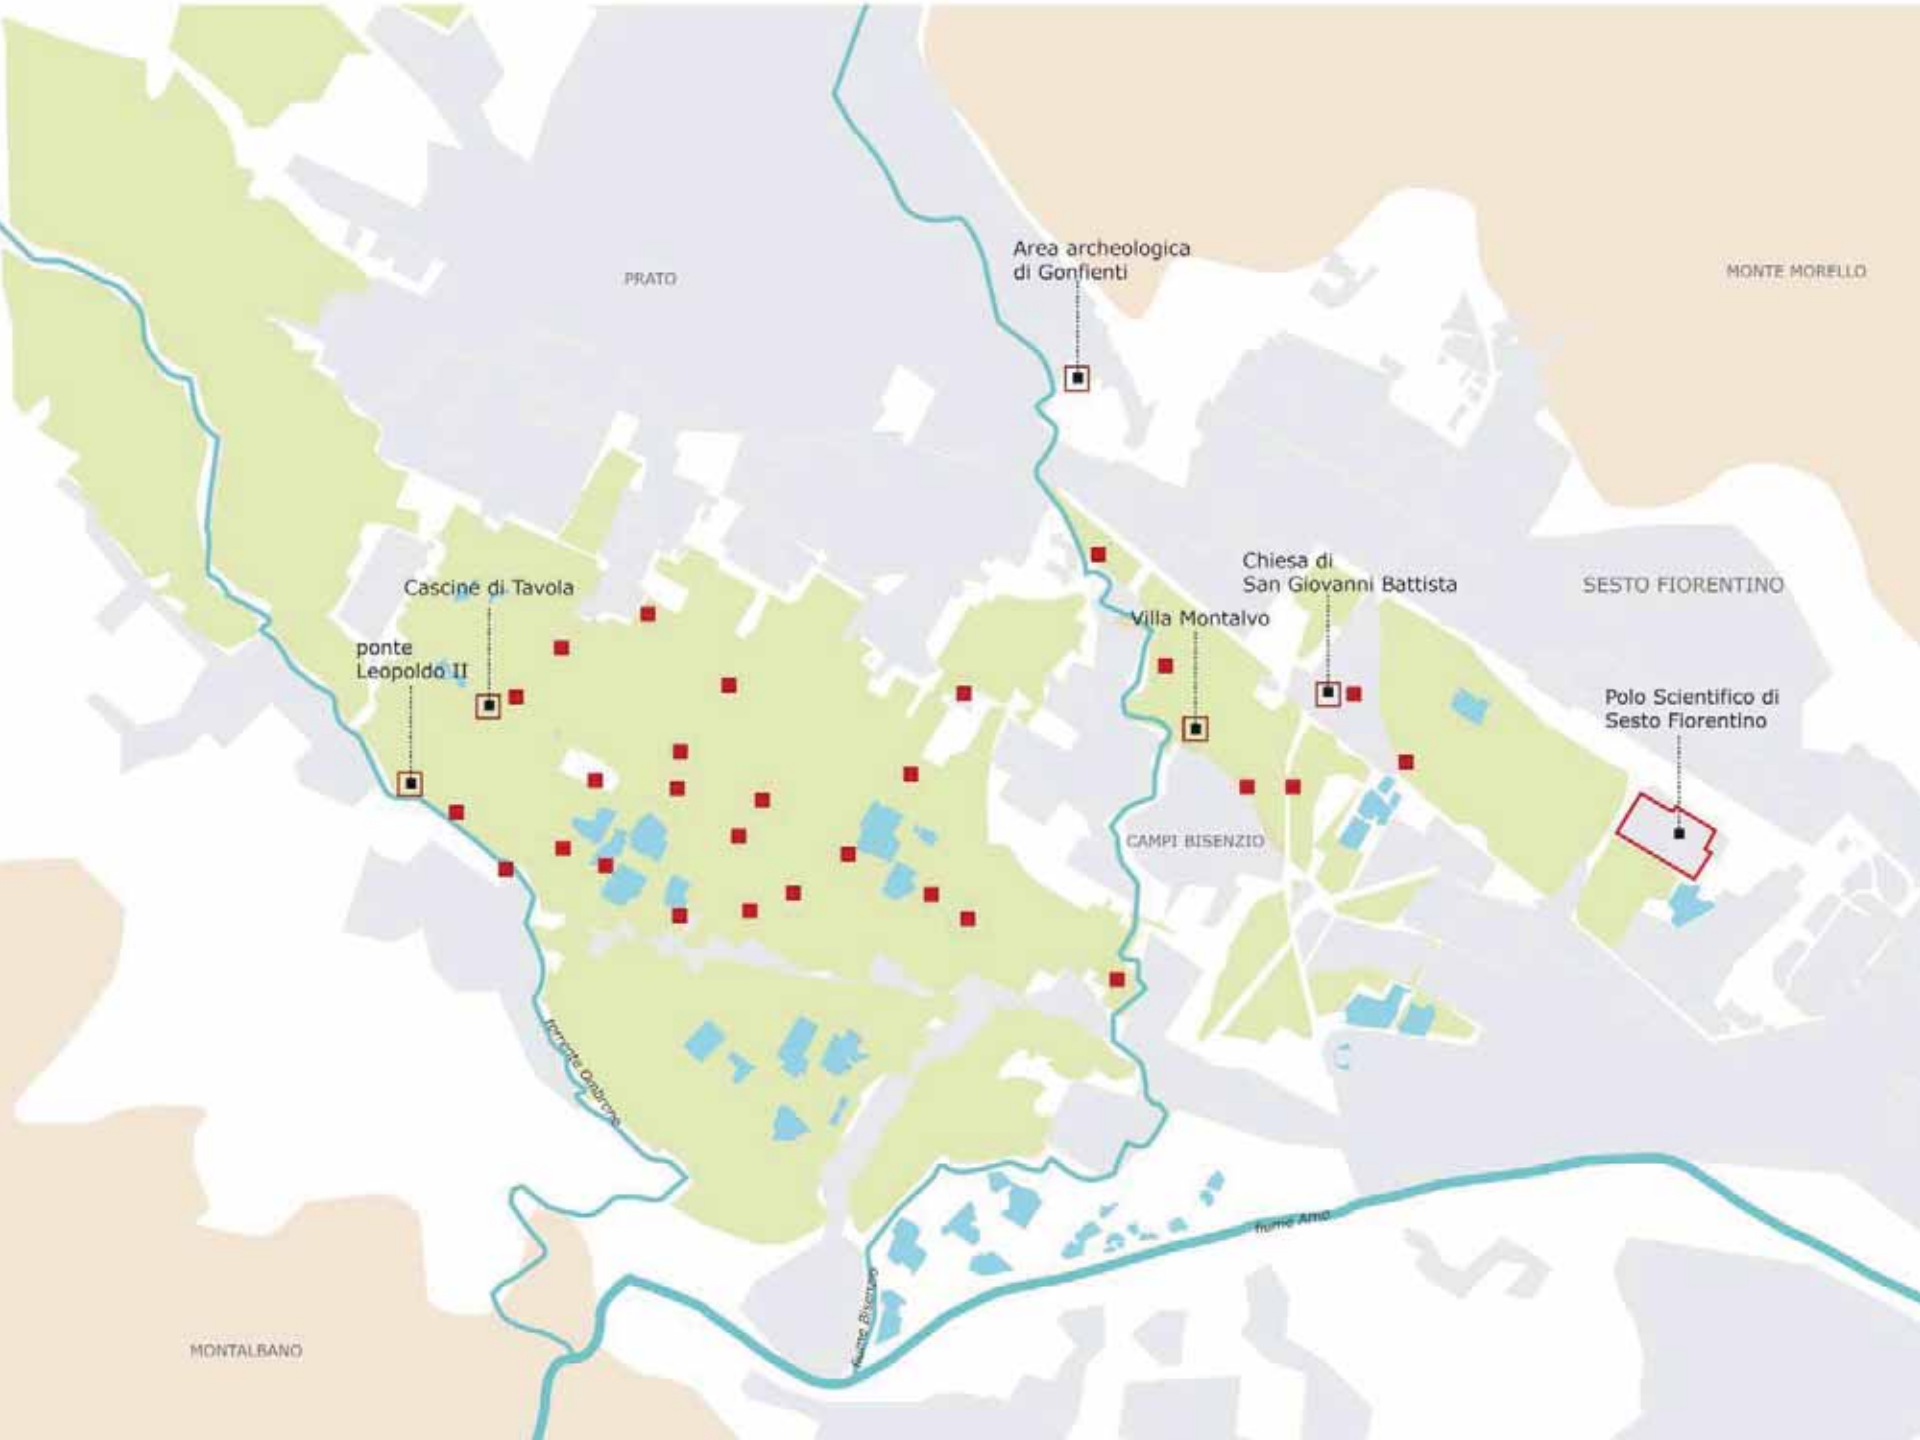 Area archeologica
di Gonfienti
PRATO
MONTE MORELLO
Chiesa di
San Giovanni Battista
Cascine di Tavola
SESTO FIORENTINO
Villa Montalvo
ponte
Leopoldo II
Polo Scientifico di
Sesto Fiorentino
CAMPI BISENZIO
torrente Ombrone
fiume Arno
fiume Bisenzio
MONTALBANO